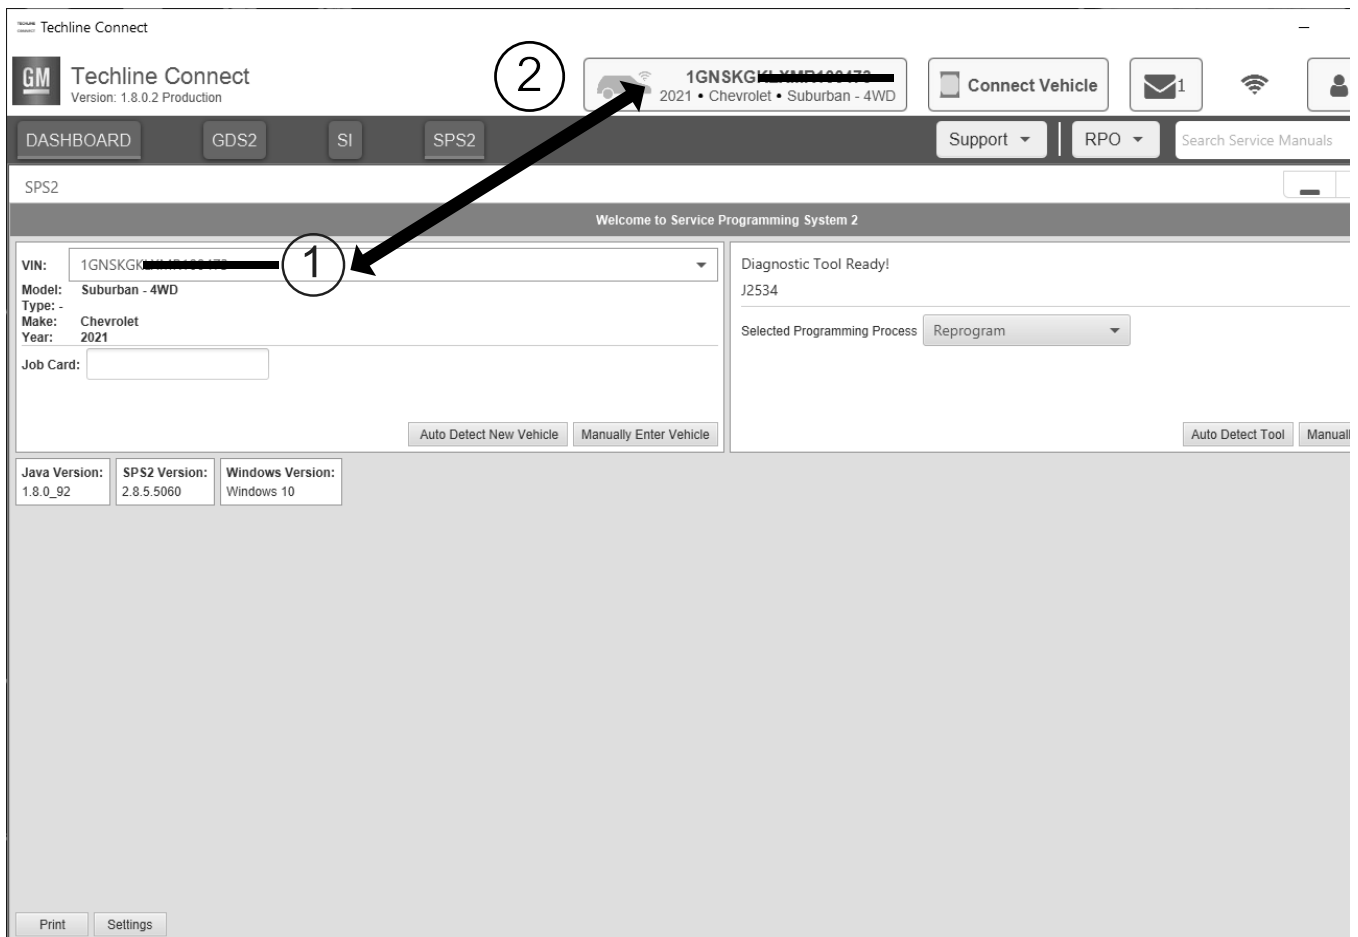 TECHLINE CONNECT Techline Connect
GM Techline Connect
Version: 1.8.0.2 Production
2
1GNSKG
2021 • Chevrolet • Suburban - 4WD
Connect Vehicle
1
DASHBOARD GDS2 SI SPS2 Support RPO Search Service Manuals
SPS2
Welcome to Service Programming System 2
VIN: 1GNSKGK
1
Model: Suburban - 4WD
Type: -
Make: Chevrolet
Year: 2021
Job Card:
Auto Detect New Vehicle Manually Enter Vehicle
Diagnostic Tool Ready!
J2534
Selected Programming Process Reprogram
Auto Detect Tool Manuall
Java Version: SPS2 Version: Windows Version:
1.8.0_92 2.8.5.5060 Windows 10
Print Settings